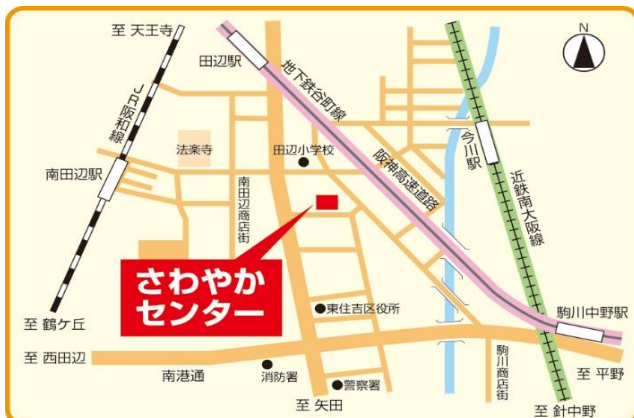 至 天王寺
田辺駅
N
地下鉄谷町線
JR阪和線
法楽寺
田辺小学校
今川駅
阪神高速道路
南田辺駅
南田辺商店街
近鉄南大阪線
さわやか
センター
東住吉区役所
駒川中野駅
至 鶴ケ丘
至 西田辺
南港通
消防署
警察署
駒川商店街
至 平野
至 矢田
至 針中野